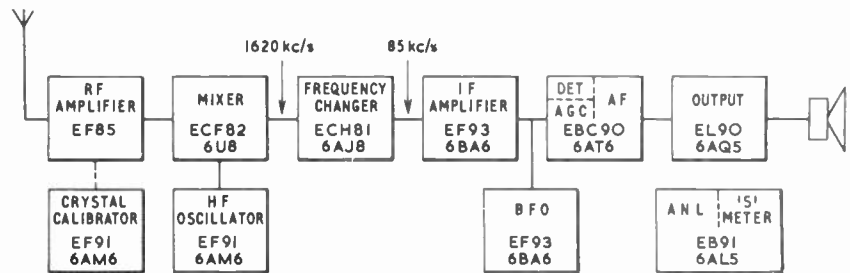 1620 kc/s
85 kc/s
RF
AMPLIFIER
EF85
MIXER
ECF82
6U8
FREQUENCY
CHANGER
ECH81
6AJ8
IF
AMPLIFIER
EF93
6BA6
DET
AGC
AF
EBC90
6AT6
OUTPUT
EL90
6AQ5
CRYSTAL
CALIBRATOR
EF91
6AM6
HF
OSCILLATOR
EF91
6AM6
BFO
EF93
6BA6
ANL
'S'
METER
EB91
6AL5